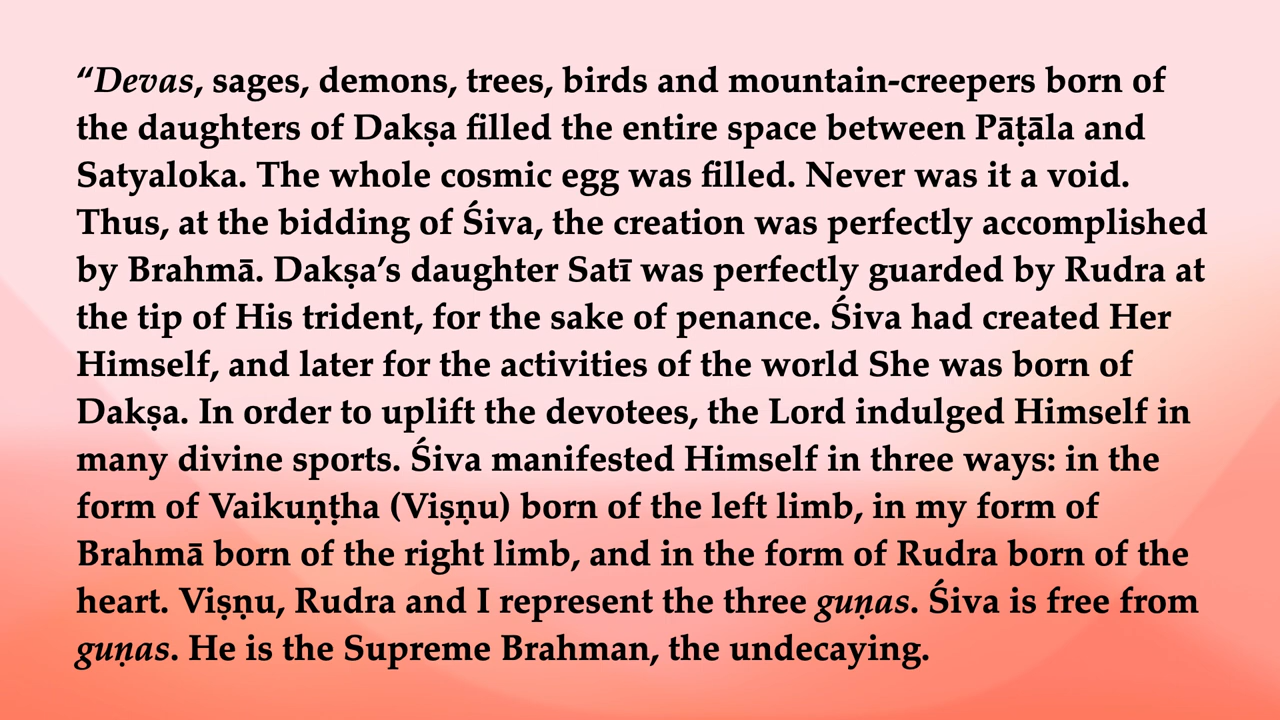 “Devas, sages, demons, trees, birds and mountain-creepers born of
the daughters of Dakṣa filled the entire space between Pāṭāla and
Satyaloka. The whole cosmic egg was filled. Never was it a void.
Thus, at the bidding of Śiva, the creation was perfectly accomplished
by Brahmā. Dakṣa’s daughter Satī was perfectly guarded by Rudra at
the tip of His trident, for the sake of penance. Śiva had created Her
Himself, and later for the activities of the world She was born of
Dakṣa. In order to uplift the devotees, the Lord indulged Himself in
many divine sports. Śiva manifested Himself in three ways: in the
form of Vaikuṇṭha (Viṣṇu) born of the left limb, in my form of
Brahmā born of the right limb, and in the form of Rudra born of the
heart. Viṣṇu, Rudra and I represent the three guṇas. Śiva is free from
guṇas. He is the Supreme Brahman, the undecaying.